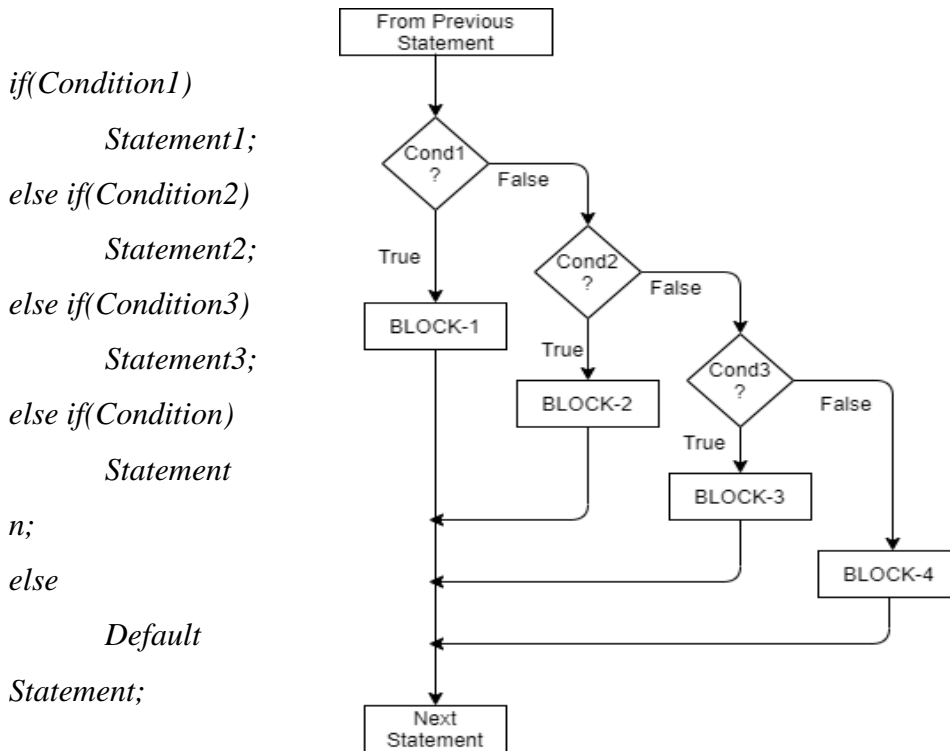 if(Condition1)
Statement1;
else if(Condition2)
Statement2;
else if(Condition3)
Statement3;
else if(Condition)
Statement
n;
else
Default
Statement;
From Previous
Statement
Cond1
?
False
True
Cond2
?
False
BLOCK-1
True
Cond3
?
BLOCK-2
False
True
BLOCK-3
BLOCK-4
Next
Statement